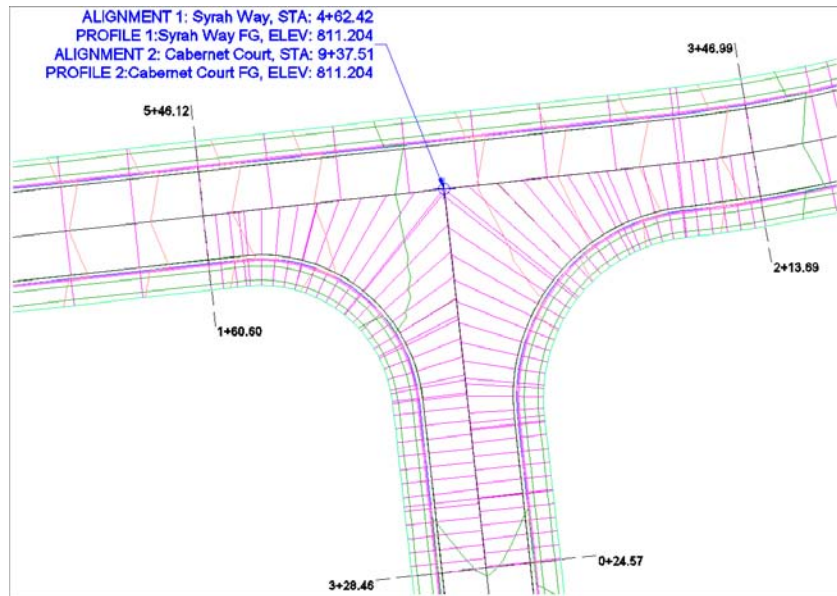 ALIGNMENT 1: Syrah Way, STA: 4+62.42
PROFILE 1:Syrah Way FG, ELEV: 811.204
ALIGNMENT 2: Cabernet Court, STA: 9+37.51
PROFILE 2:Cabernet Court FG, ELEV: 811.204
3+46.99
5+46.12
2+13.69
1+60.60
0+24.57
3+28.46